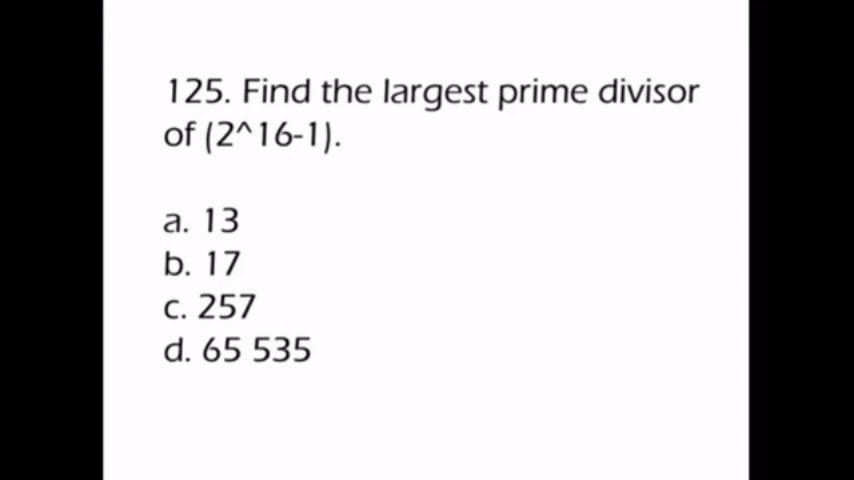 125. Find the largest prime divisor
of (2^16-1).
a. 13
b. 17
c. 257
d. 65 535